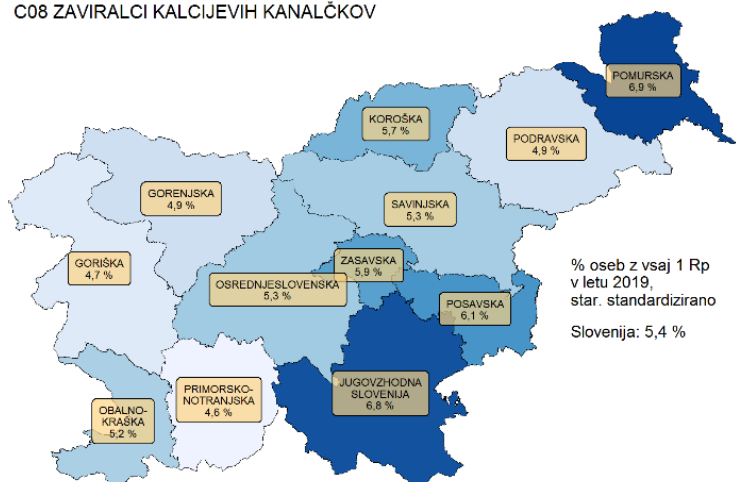 C08 ZAVIRALCI KALCIJEVIH KANALČKOV
POMURSKA
6,9 %
KOROŠKA
5,7 %
PODRAVSKA
4,9 %
GORENJSKA
4,9 %
SAVINJSKA
5,3 %
GORIŠKA
4,7 %
ZASAVSKA
5,9 %
OSREDNJESLOVENSKA
5,3 %
POSAVSKA
6,1 %
% oseb z vsaj 1 Rp
v letu 2019,
star. standardizirano
Slovenija: 5,4 %
PRIMORSKO-
NOTRANJSKA
4,6 %
JUGOVZHODNA
SLOVENIJA
6,8 %
OBALNO-
KRAŠKA
5,2 %